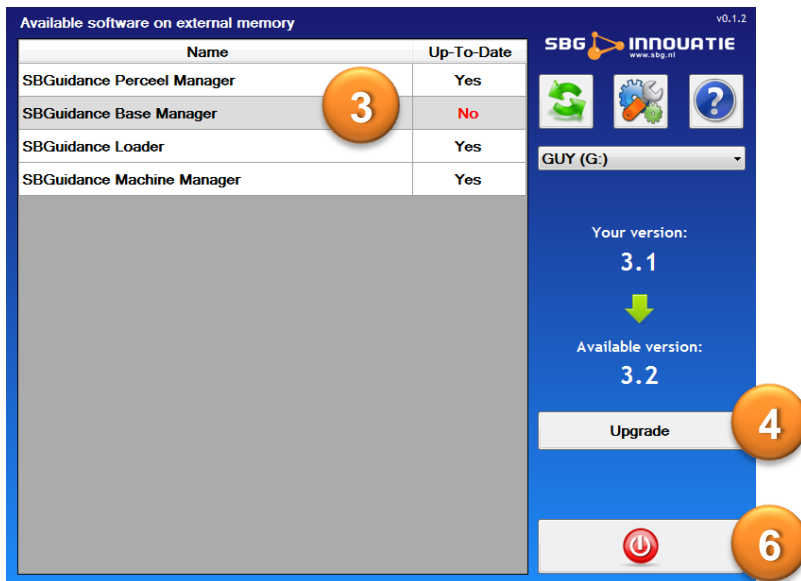 Available software on external memory
v0.1.2
Name Up-To-Date
SBGuidance Perceel Manager Yes
SBGuidance Base Manager No
SBGuidance Loader Yes
SBGuidance Machine Manager Yes
3
SBG INNOVATIE
www.sbg.nl
?
GUY (G:)
Your version:
3.1
Available version:
3.2
Upgrade
4
6